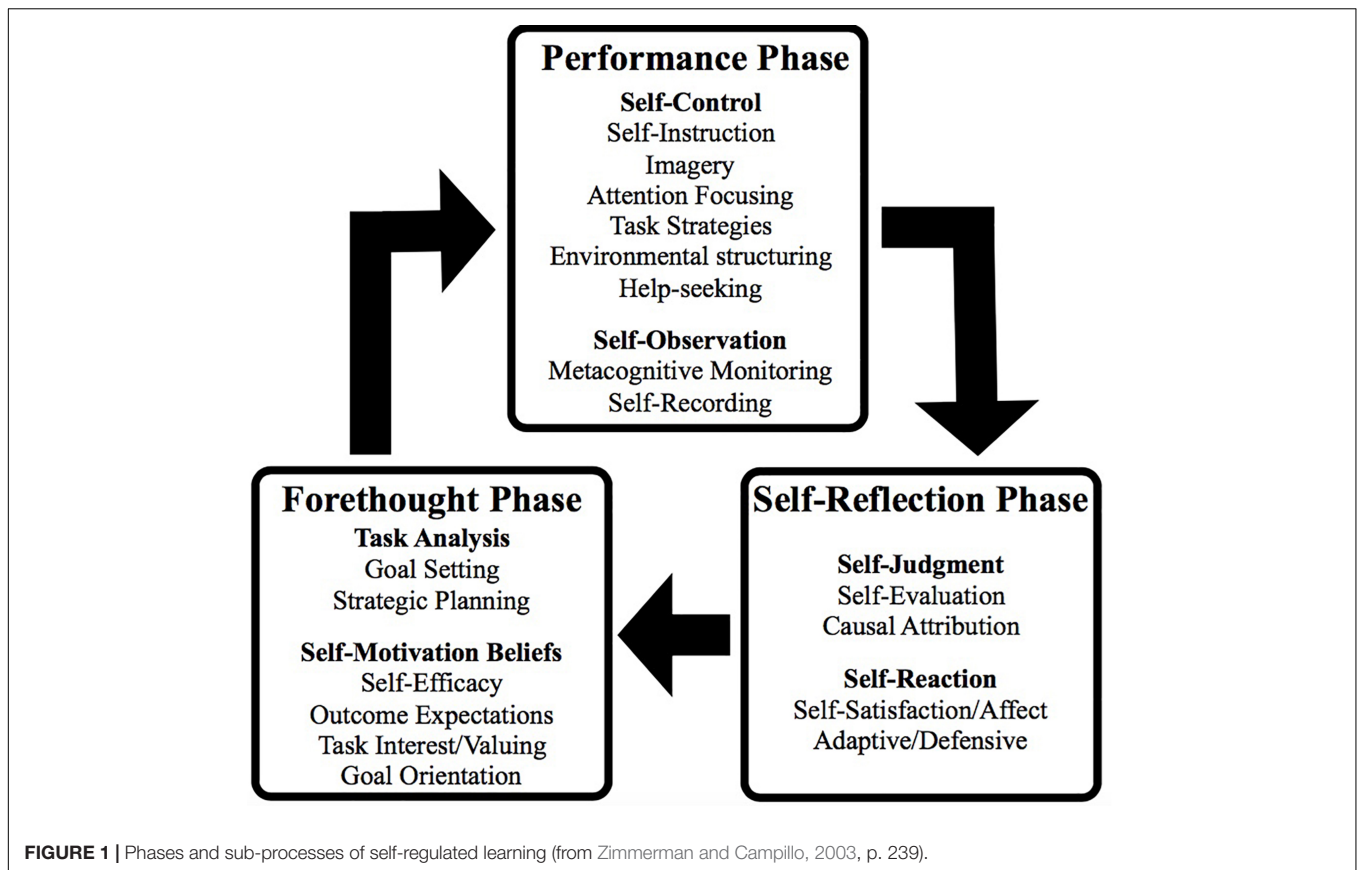 Performance Phase
Self-Control
Self-Instruction
Imagery
Attention Focusing
Task Strategies
Environmental structuring
Help-seeking
Self-Observation
Metacognitive Monitoring
Self-Recording
Forethought Phase
Task Analysis
Goal Setting
Strategic Planning
Self-Motivation Beliefs
Self-Efficacy
Outcome Expectations
Task Interest/Valuing
Goal Orientation
Self-Reflection Phase
Self-Judgment
Self-Evaluation
Causal Attribution
Self-Reaction
Self-Satisfaction/Affect
Adaptive/Defensive
FIGURE 1 | Phases and sub-processes of self-regulated learning (from Zimmerman and Campillo, 2003, p. 239).